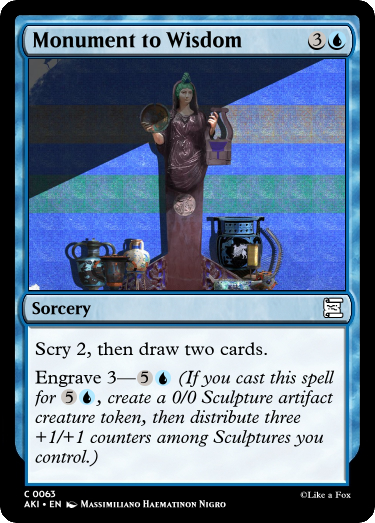 Monument to Wisdom 3
Sorcery
Scry 2, then draw two cards.
Engrave 3—5 (If you cast this spell
for 5, create a 0/0 Sculpture artifact
creature token, then distribute three
+1/+1 counters among Sculptures you
control.)
C 0063
©Like a Fox
AKI • EN Massimiliano Haematinon Nigro